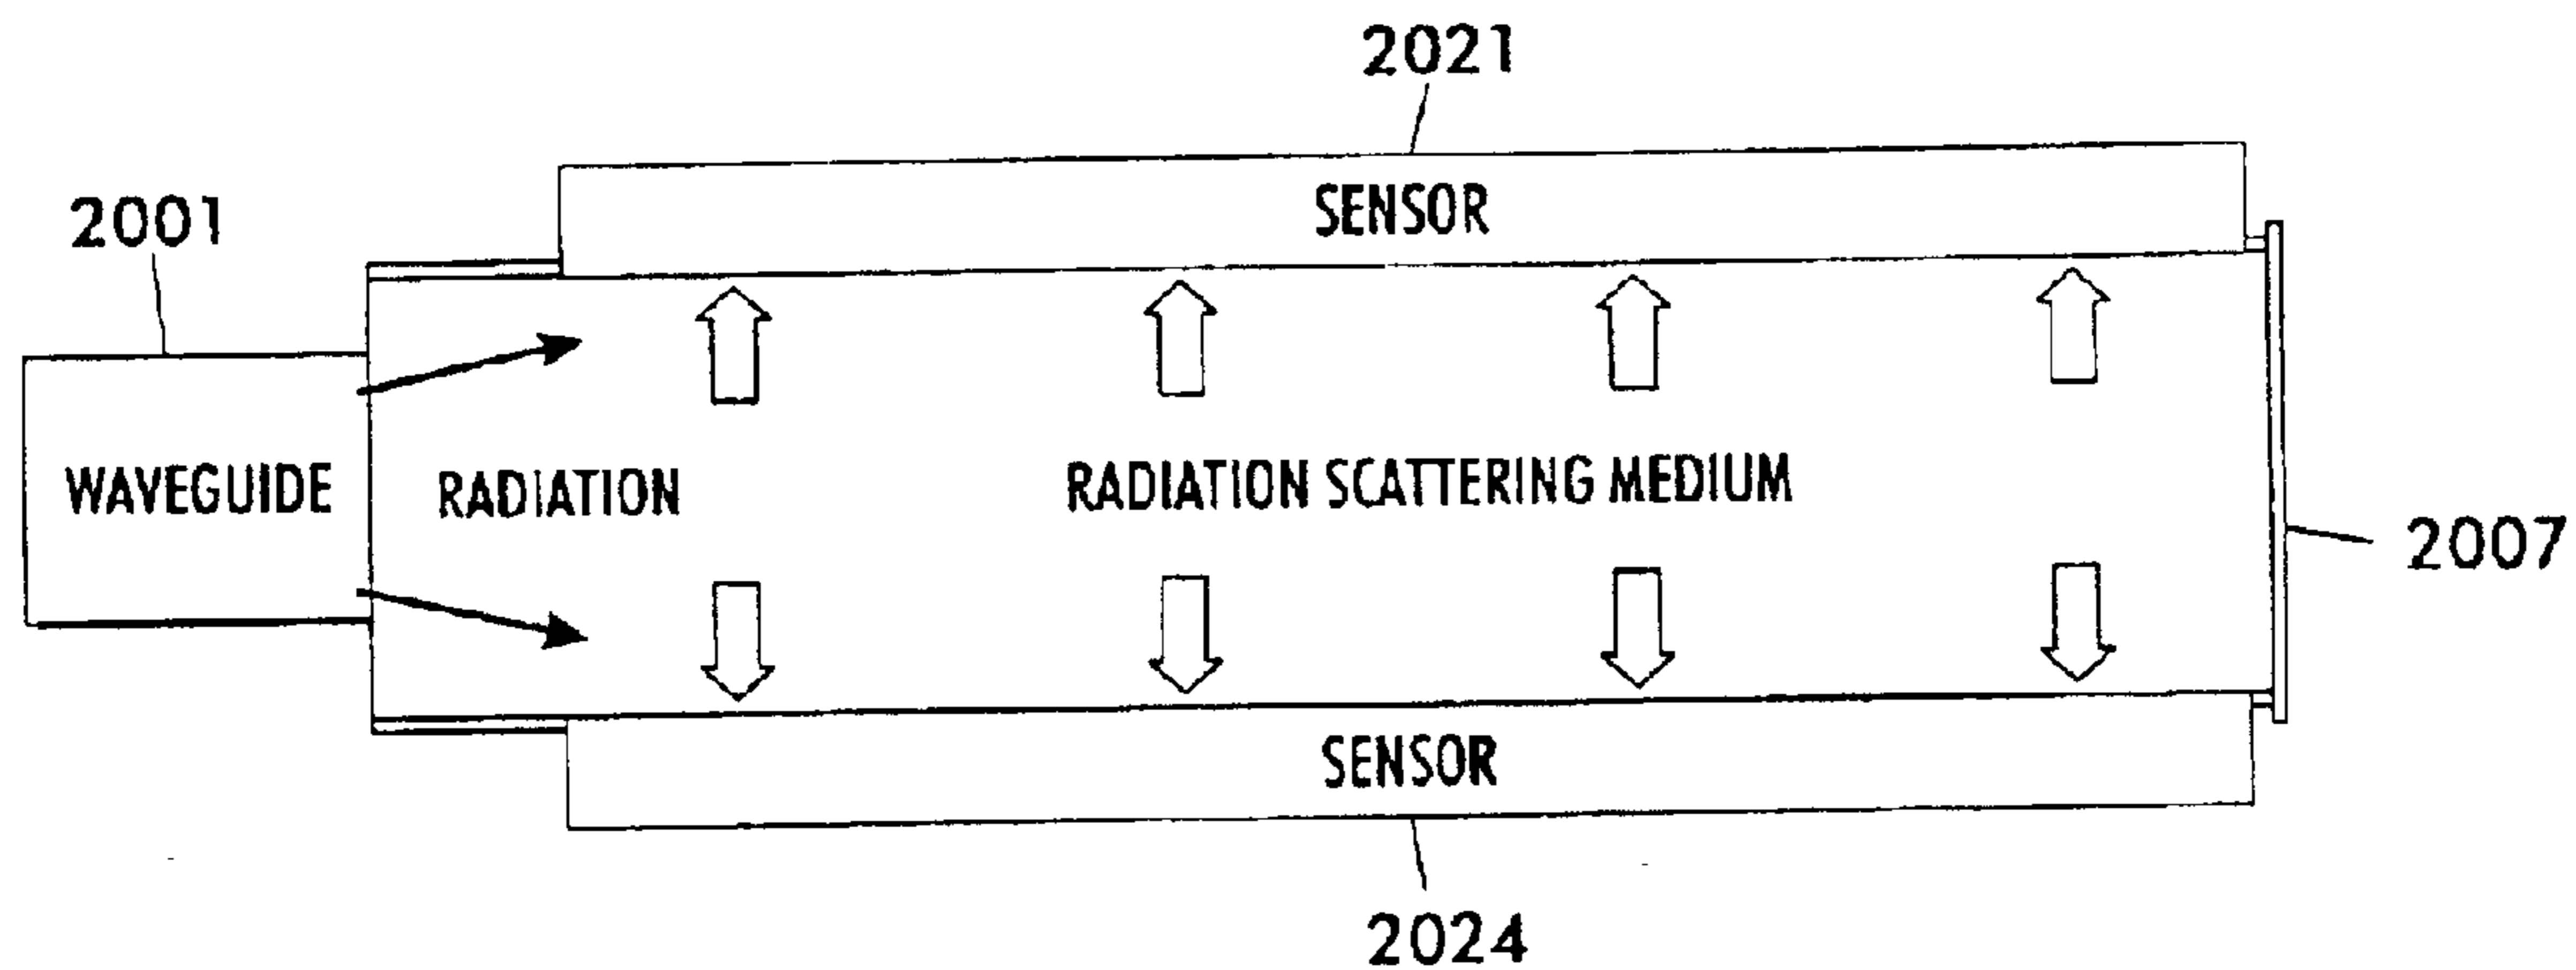 2021
SENSOR
2001
WAVEGUIDE
RADIATION
RADIATION SCATTERING MEDIUM
2007
SENSOR
2024